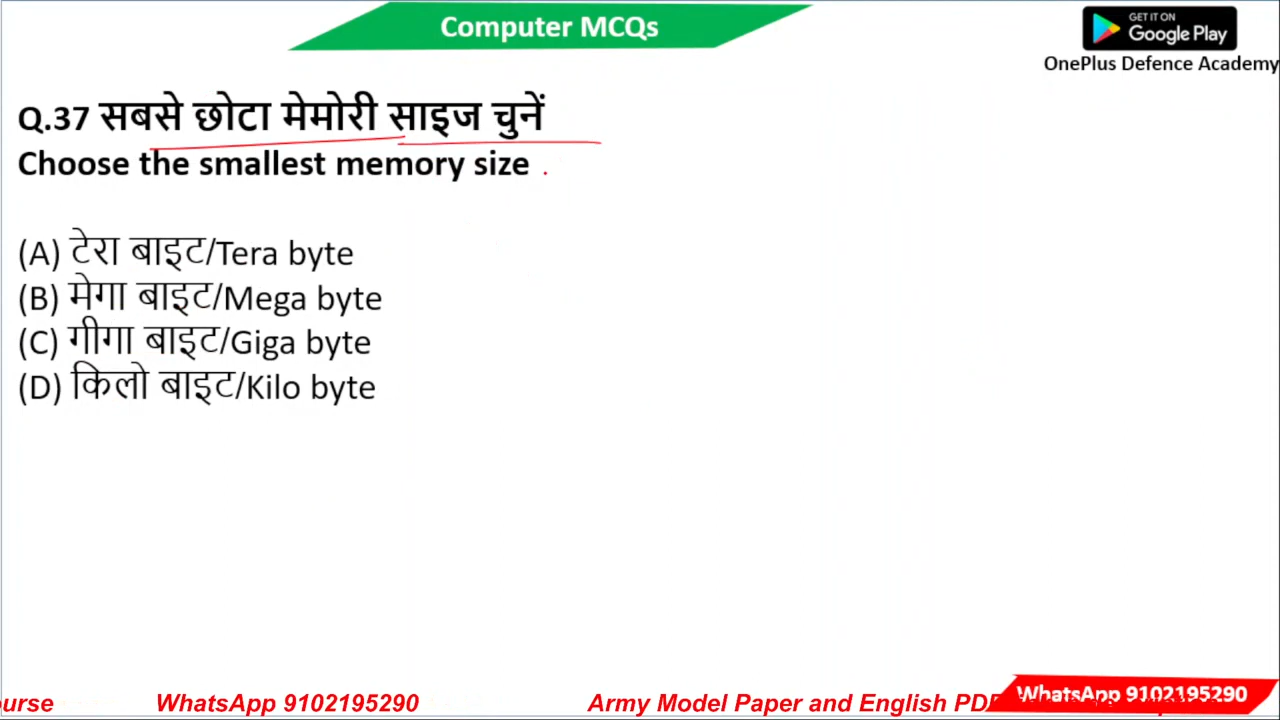 Computer MCQs
GET IT ON
Google Play
OnePlus Defence Academy
Q.37 सबसे छोटा मेमोरी साइज चुनें
Choose the smallest memory size
(A) टेरा बाइट/Tera byte
(B) मेगा बाइट/Mega byte
(C) गीगा बाइट/Giga byte
(D) किलो बाइट/Kilo byte
WhatsApp 9102195290
ourse WhatsApp 9102195290 Army Model Paper and English PD